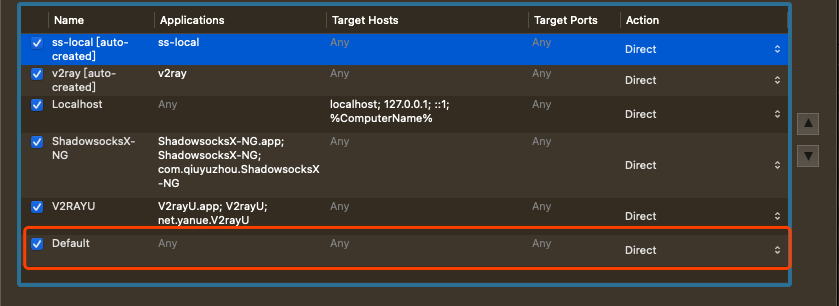 Name Applications Target Hosts Target Ports Action
ss-local [auto-created] ss-local Any Any Direct
v2ray [auto-created] v2ray Any Any Direct
Localhost Any localhost; 127.0.0.1; ::1; %ComputerName% Any Direct
ShadowsocksX-NG ShadowsocksX-NG.app; ShadowsocksX-NG; com.qiuyuzhou.ShadowsocksX-NG Any Any Direct
V2RAYU V2rayU.app; V2rayU; net.yanue.V2rayU Any Any Direct
Default Any Any Any Direct